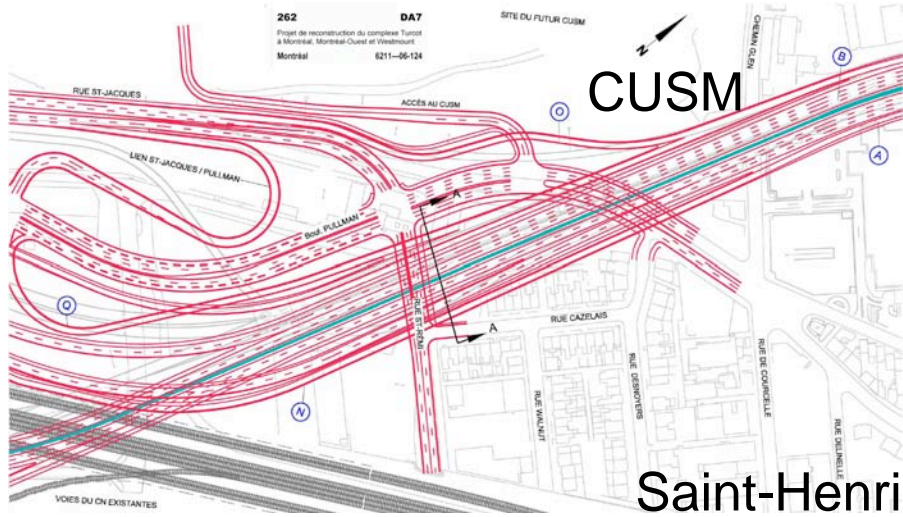 262 DA7
Projet de reconstruction du complexe Turcot
à Montréal, Montréal-Ouest et Westmount
Montréal 6211—06-124
SITE DU FUTUR CUSM
N
CHEMIN GLEN
CUSM
B
RUE ST-JACQUES
ACCÈS AU CUSM
O
A
LIEN ST-JACQUES / PULLMAN
A
Boul. PULLMAN
Q
RUE ST-RÉMI
RUE CAZELAIS
A
RUE WALNUT
RUE DESNOYERS
RUE DE COURCELLE
RUE DELINELLE
N
VOIES DU CN EXISTANTES
Saint-Henri